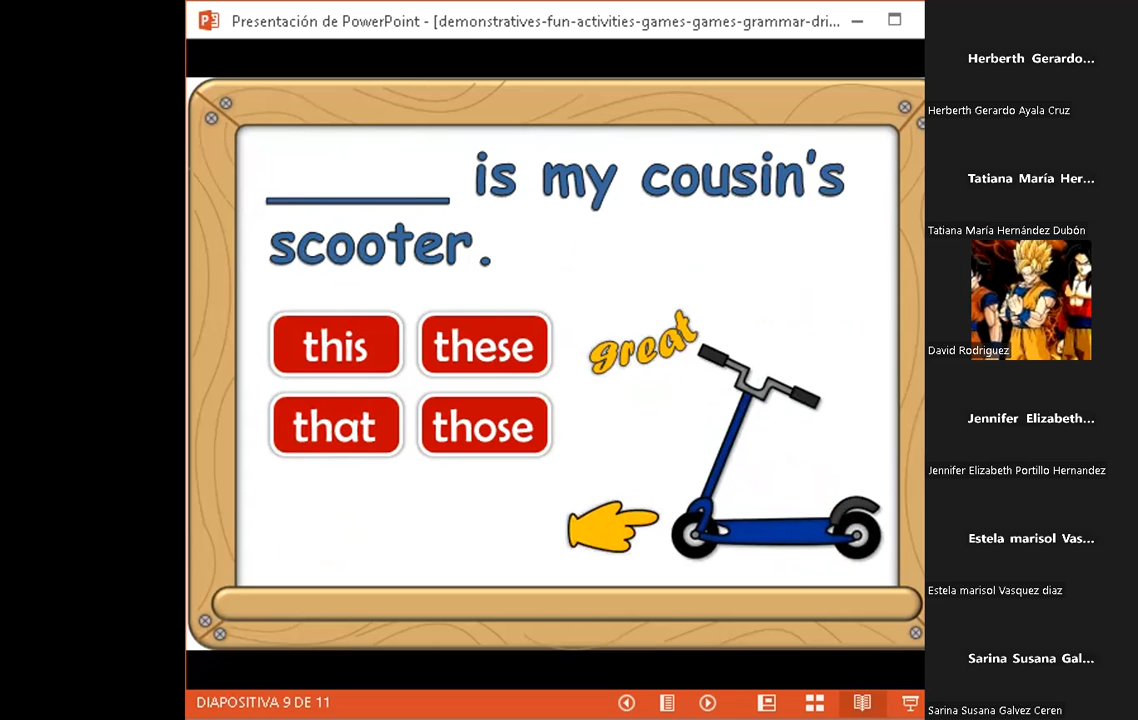 Presentación de PowerPoint - [demonstratives-fun-activities-games-games-grammar-dri...
________ is my cousin's
scooter.
this these
that those
great
DIAPOSITIVA 9 DE 11
Herberth Gerardo...
Herberth Gerardo Ayala Cruz
Tatiana María Her...
Tatiana María Hernández Dubón
David Rodriguez
Jennifer Elizabeth...
Jennifer Elizabeth Portillo Hernandez
Estela marisol Vas...
Estela marisol Vasquez diaz
Sarina Susana Gal...
Sarina Susana Galvez Ceren